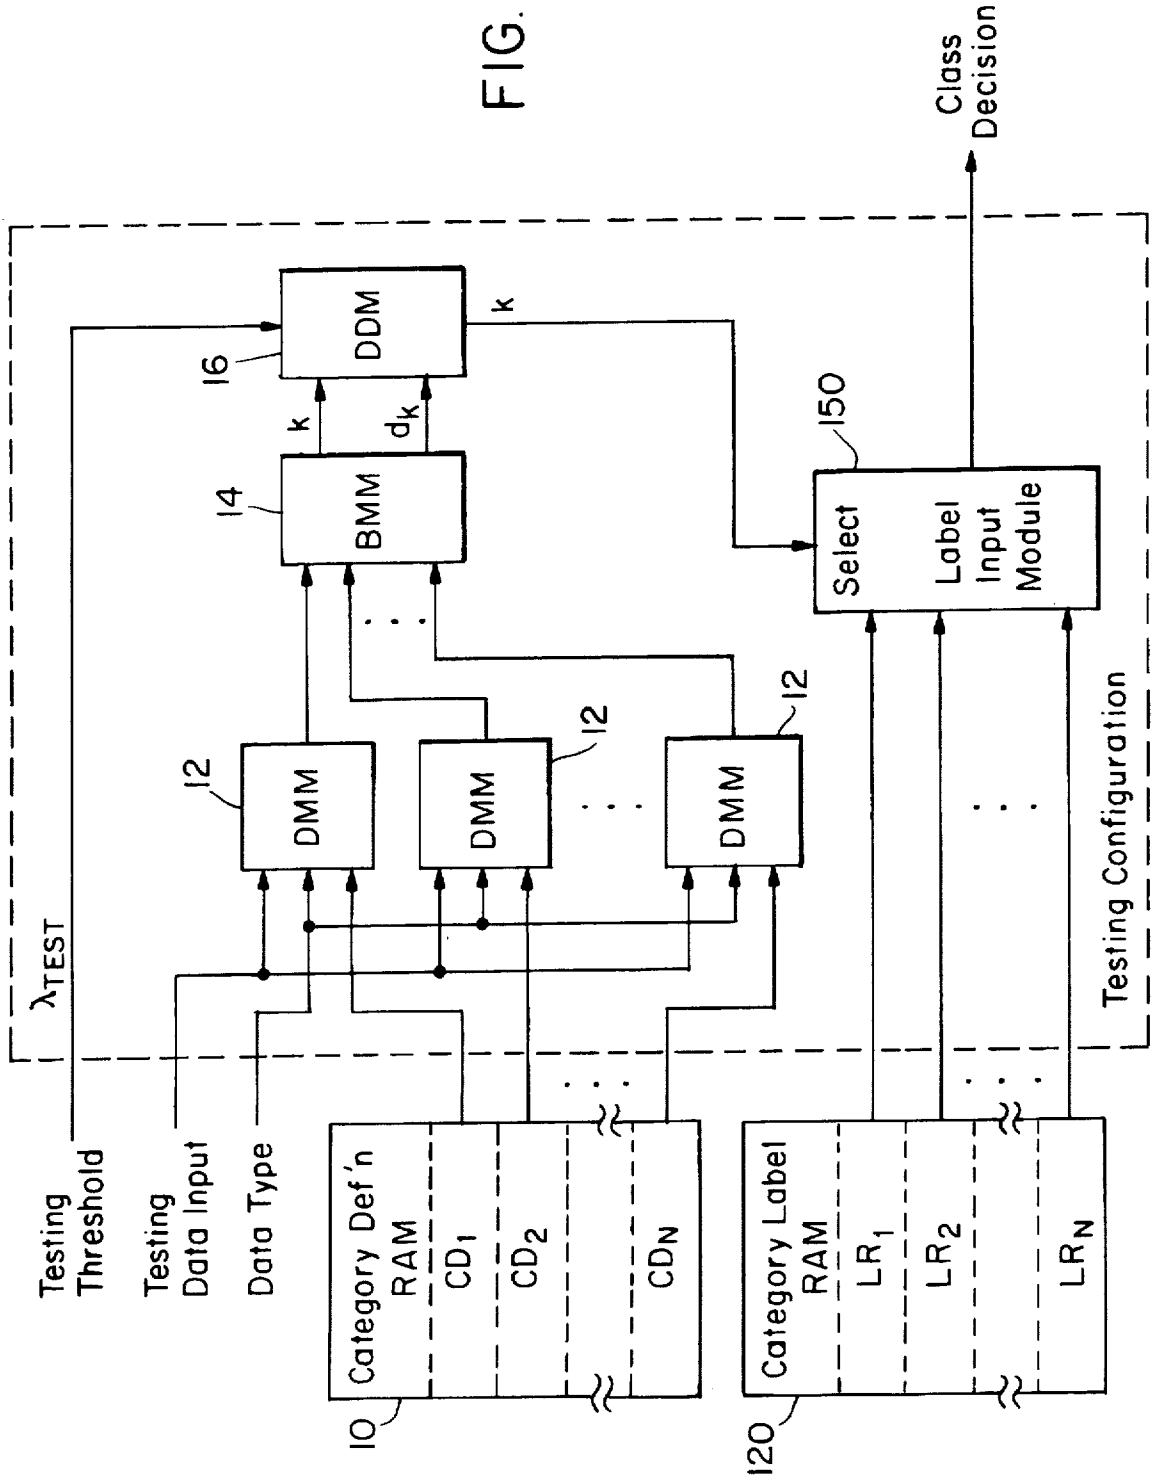 FIG.
Testing
Threshold
Testing
Data Input
Data Type
λTEST
Category Def'n
RAM
CD1
CD2
CDN
10
12
DMM
DMM
12
. . .
DMM
12
14
BMM
. . .
k
dk
16
DDM
k
. . .
Category Label
RAM
LR1
LR2
LRN
120
. . .
. . .
150
Select
Label
Input
Module
Class
Decision
Testing Configuration